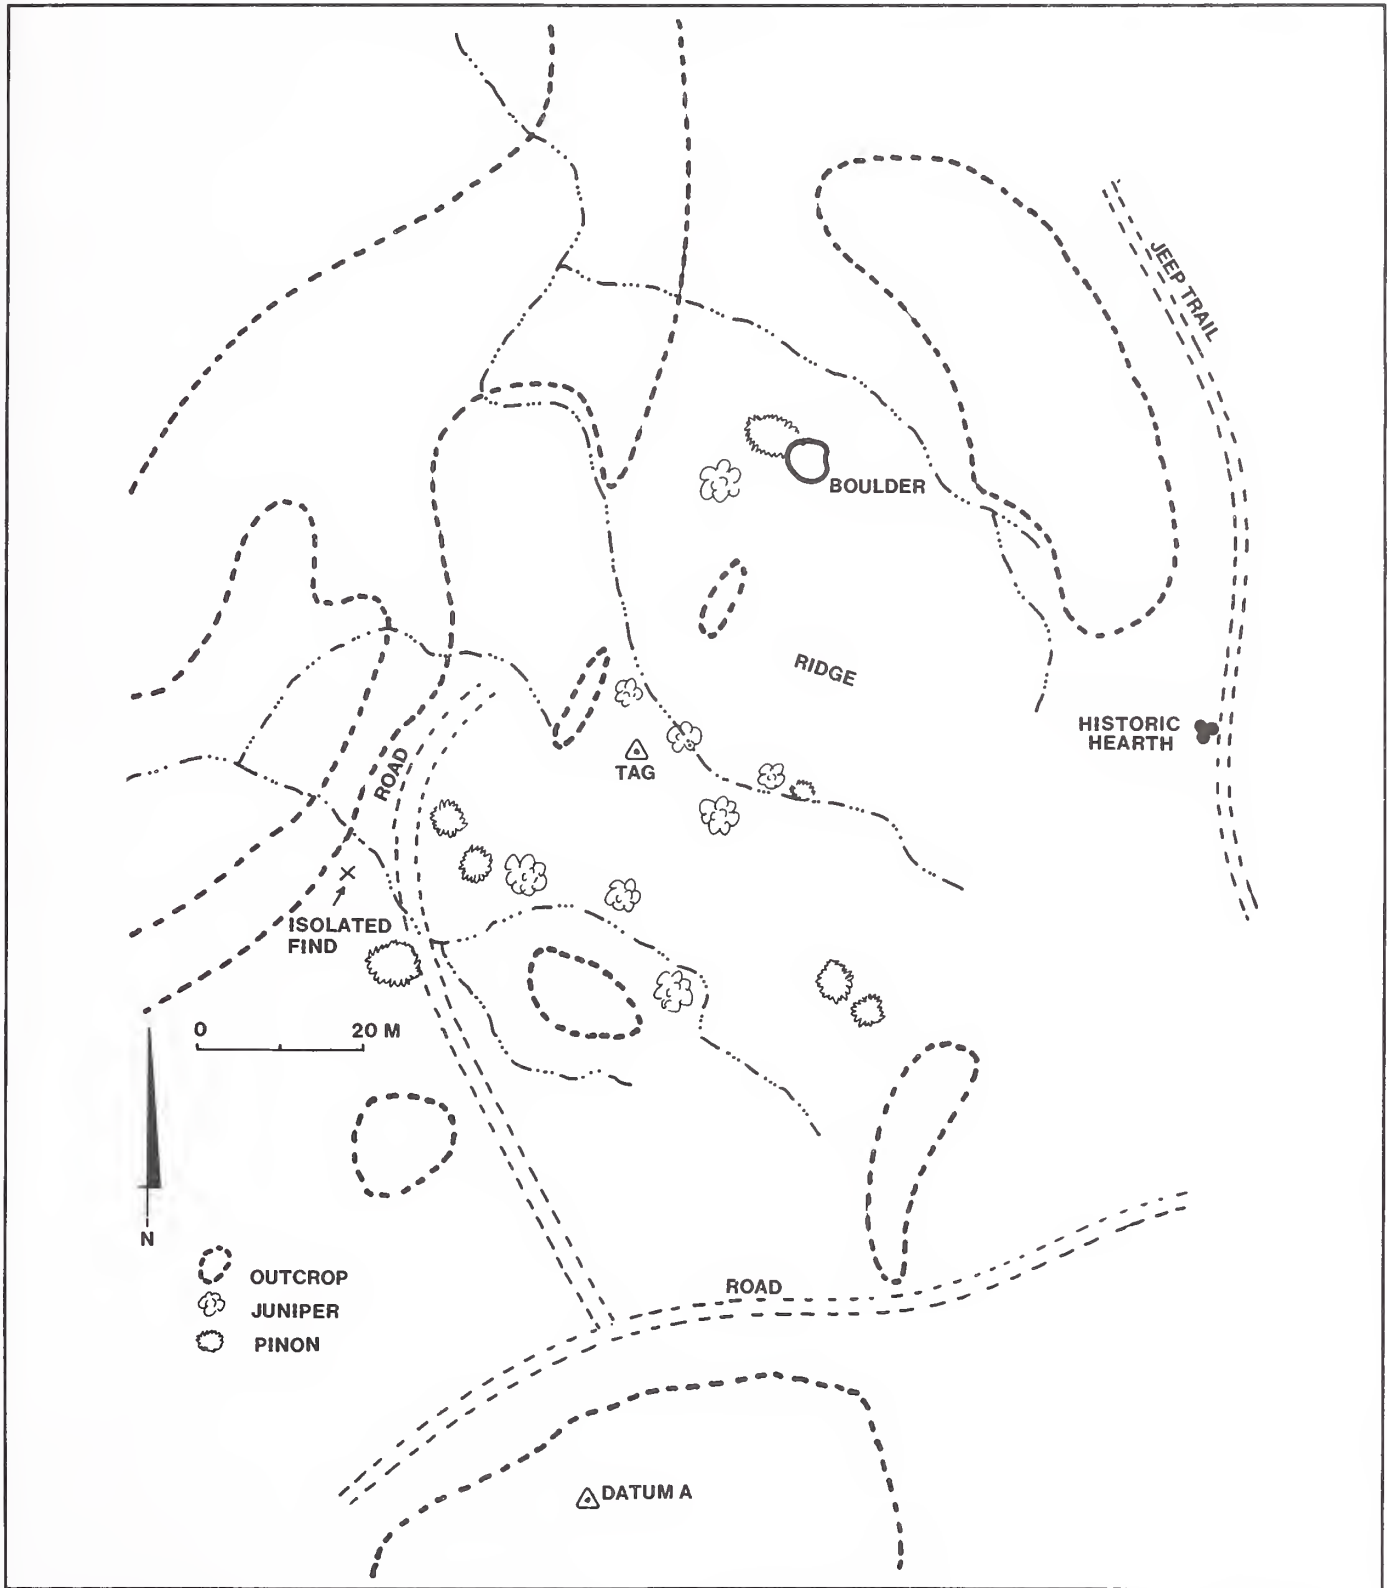 JEEP TRAIL
BOULDER
RIDGE
HISTORIC
HEARTH
TAG
ROAD
ISOLATED
FIND
0 20 M
N
OUTCROP
JUNIPER
PINON
ROAD
DATUM A